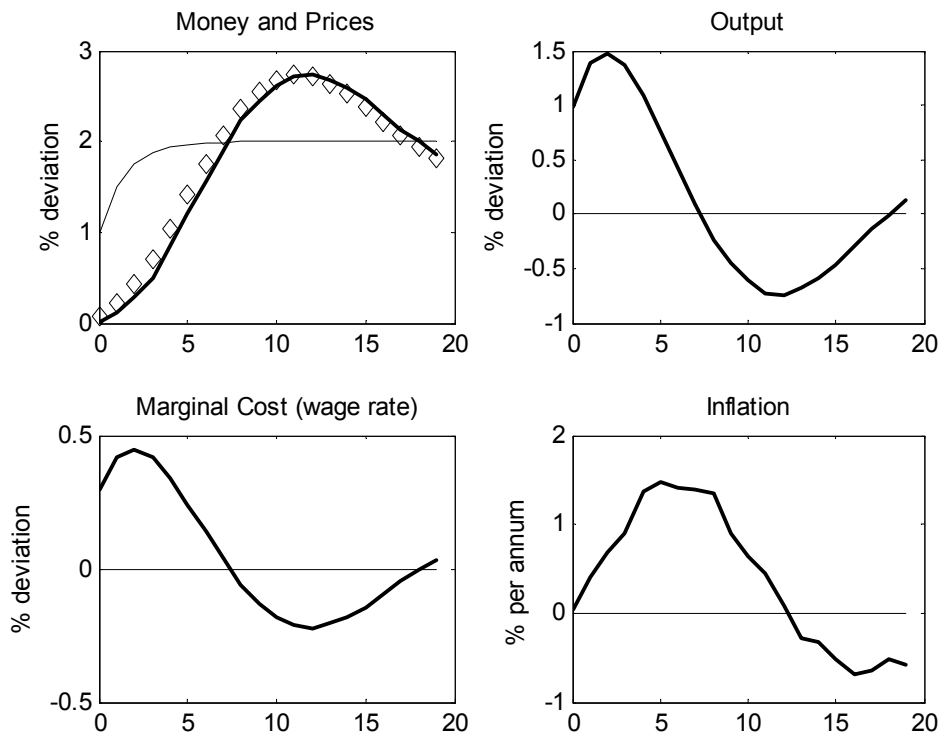 Money and Prices
3
2
1
0
% deviation
0 5 10 15 20
Output
1.5
1
0.5
0
-0.5
-1
% deviation
0 5 10 15 20
Marginal Cost (wage rate)
0.5
0
-0.5
% deviation
0 5 10 15 20
Inflation
2
1
0
-1
% per annum
0 5 10 15 20